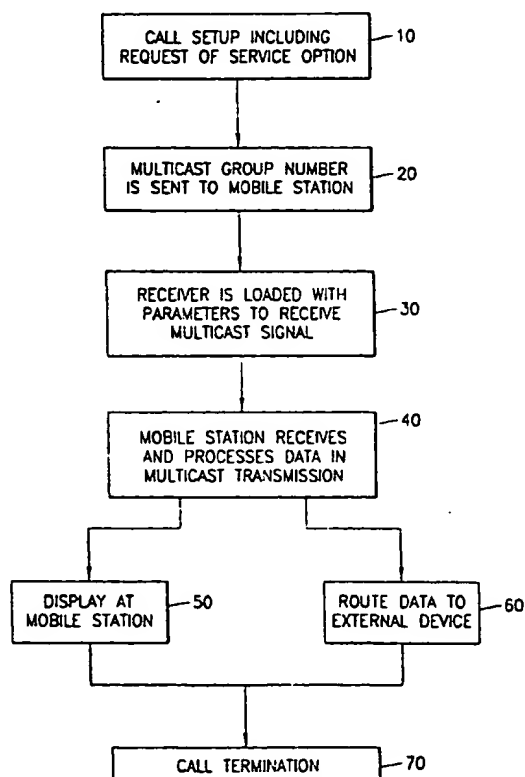 CALL SETUP INCLUDING
REQUEST OF SERVICE OPTION
10
MULTICAST GROUP NUMBER
IS SENT TO MOBILE STATION
20
RECEIVER IS LOADED WITH
PARAMETERS TO RECEIVE
MULTICAST SIGNAL
30
40
MOBILE STATION RECEIVES
AND PROCESSES DATA IN
MULTICAST TRANSMISSION
DISPLAY AT
MOBILE STATION
50
ROUTE DATA TO
EXTERNAL DEVICE
60
CALL TERMINATION
70